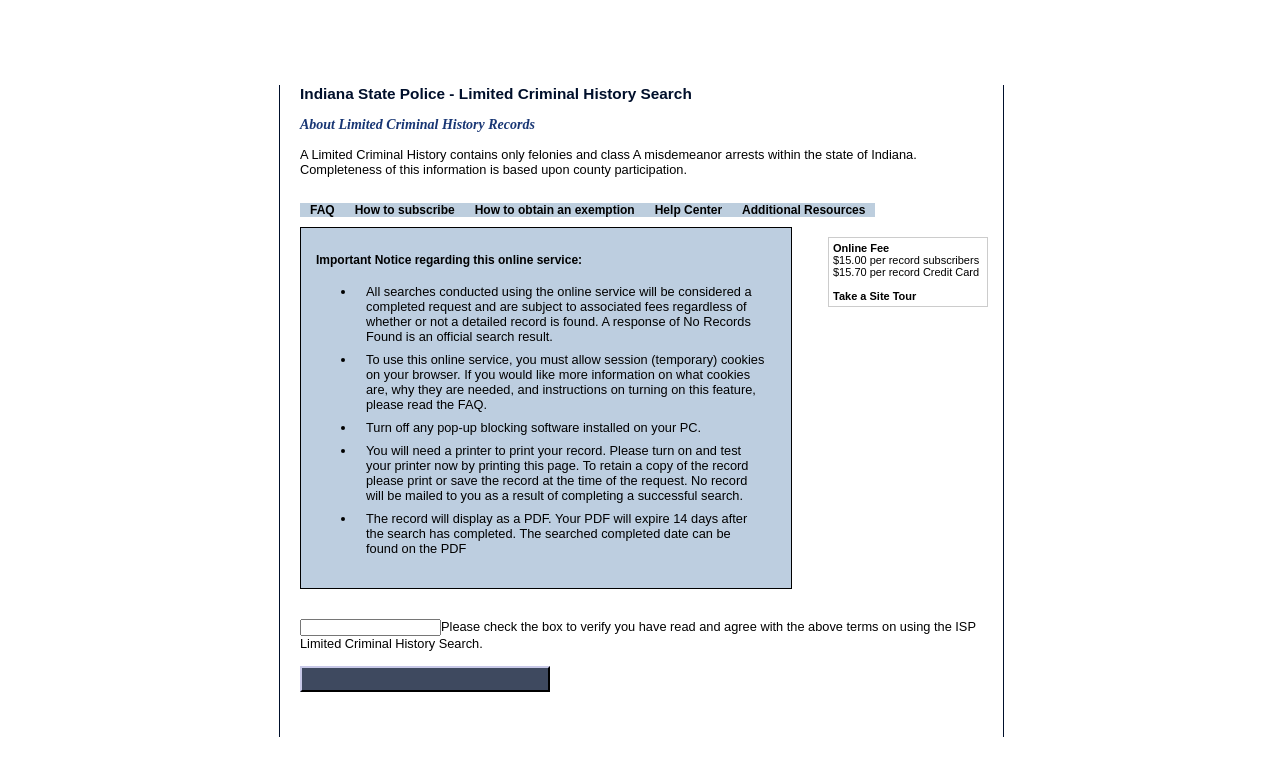 Indiana State Police - Limited Criminal History Search
About Limited Criminal History Records
A Limited Criminal History contains only felonies and class A misdemeanor arrests within the state of Indiana.
Completeness of this information is based upon county participation.
FAQ How to subscribe How to obtain an exemption Help Center Additional Resources
Important Notice regarding this online service:
• All searches conducted using the online service will be considered a
completed request and are subject to associated fees regardless of
whether or not a detailed record is found. A response of No Records
Found is an official search result.
• To use this online service, you must allow session (temporary) cookies
on your browser. If you would like more information on what cookies
are, why they are needed, and instructions on turning on this feature,
please read the FAQ.
• Turn off any pop-up blocking software installed on your PC.
• You will need a printer to print your record. Please turn on and test
your printer now by printing this page. To retain a copy of the record
please print or save the record at the time of the request. No record
will be mailed to you as a result of completing a successful search.
• The record will display as a PDF. Your PDF will expire 14 days after
the search has completed. The searched completed date can be
found on the PDF
Online Fee
$15.00 per record subscribers
$15.70 per record Credit Card
Take a Site Tour
Please check the box to verify you have read and agree with the above terms on using the ISP
Limited Criminal History Search.